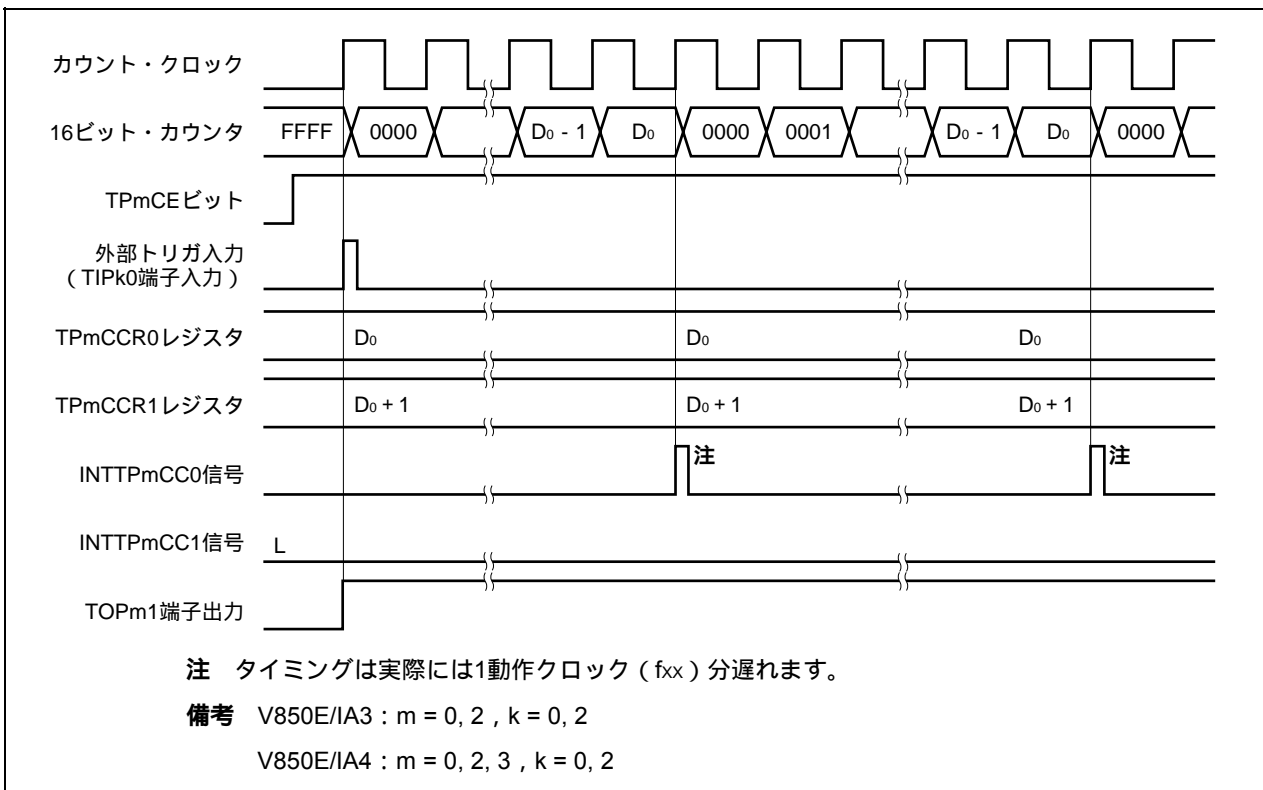 カウント・クロック
16ビット・カウンタ FFFF 0000 D0 - 1 D0 0000 0001 D0 - 1 D0 0000
TPmCEビット
外部トリガ入力
（TIPk0端子入力）
TPmCCR0レジスタ D0 D0 D0
TPmCCR1レジスタ D0 + 1 D0 + 1 D0 + 1
INTTPmCC0信号 注 注
INTTPmCC1信号 L
TOPm1端子出力
注 タイミングは実際には1動作クロック（fxx）分遅れます。
備考 V850E/IA3：m = 0, 2，k = 0, 2
V850E/IA4：m = 0, 2, 3，k = 0, 2